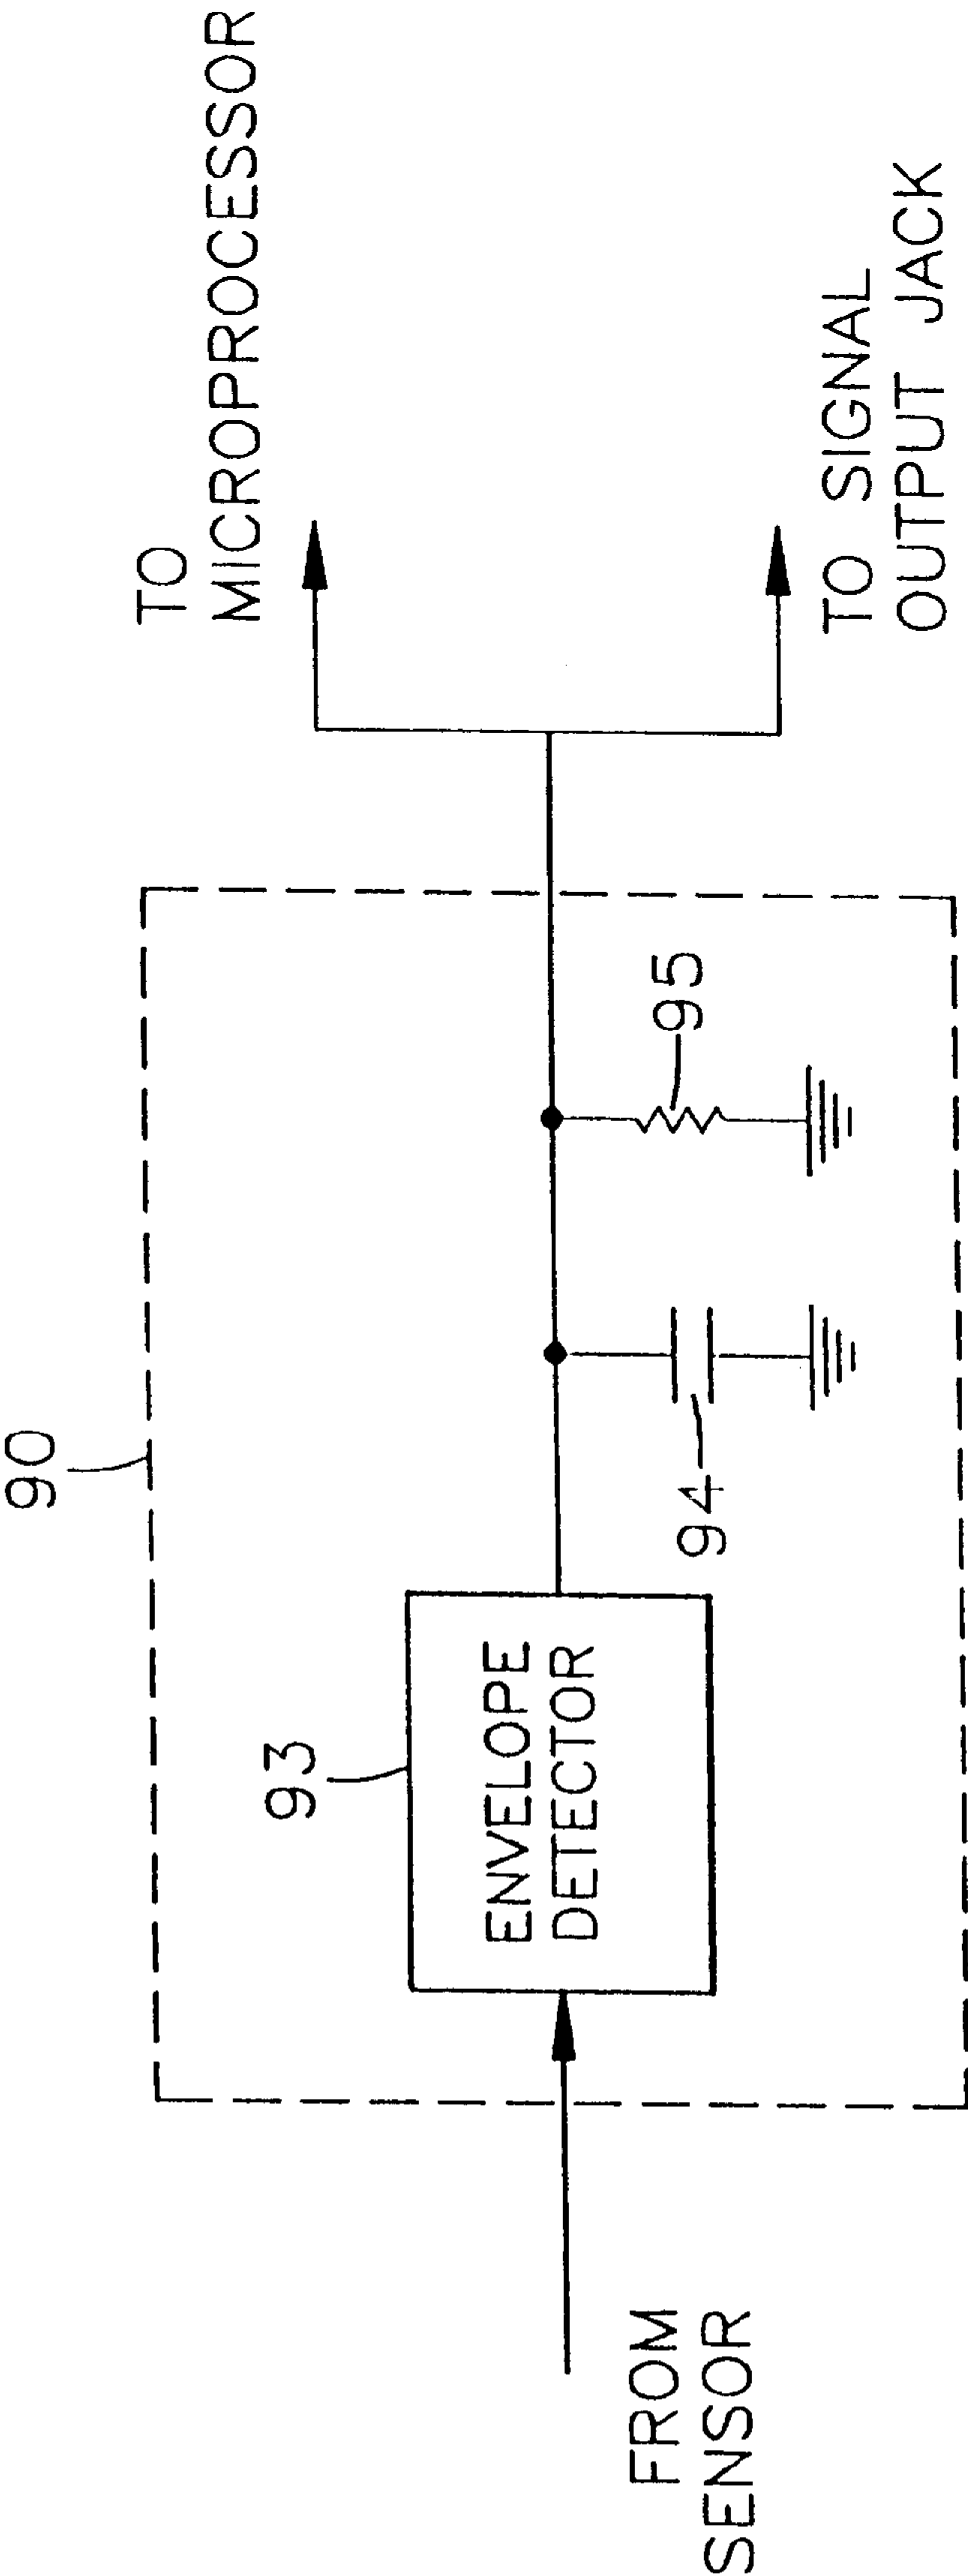 90
93
ENVELOPE
DETECTOR
94
95
FROM
SENSOR
TO
MICROPROCESSOR
TO SIGNAL
OUTPUT JACK